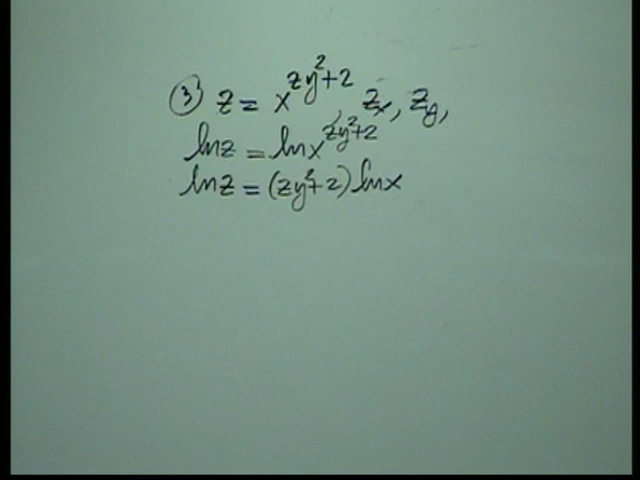 ③ z = x^{zy²+2}, z_x, z_y,
ln z = ln x^{zy²+2}
ln z = (zy²+2) ln x